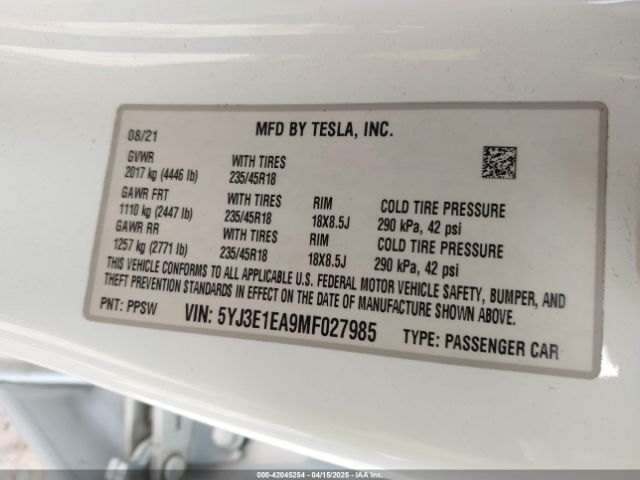 08/21 MFD BY TESLA, INC.
GVWR WITH TIRES
2017 kg (4446 lb) 235/45R18
GAWR FRT WITH TIRES RIM COLD TIRE PRESSURE
1110 kg (2447 lb) 235/45R18 18X8.5J 290 kPa, 42 psi
GAWR RR WITH TIRES RIM COLD TIRE PRESSURE
1257 kg (2771 lb) 235/45R18 18X8.5J 290 kPa, 42 psi
THIS VEHICLE CONFORMS TO ALL APPLICABLE U.S. FEDERAL MOTOR VEHICLE SAFETY, BUMPER, AND
THEFT PREVENTION STANDARDS IN EFFECT ON THE DATE OF MANUFACTURE SHOWN ABOVE.
PNT: PPSW VIN: 5YJ3E1EA9MF027985 TYPE: PASSENGER CAR
000-42045254 - 04/15/2025 - IAA Inc.